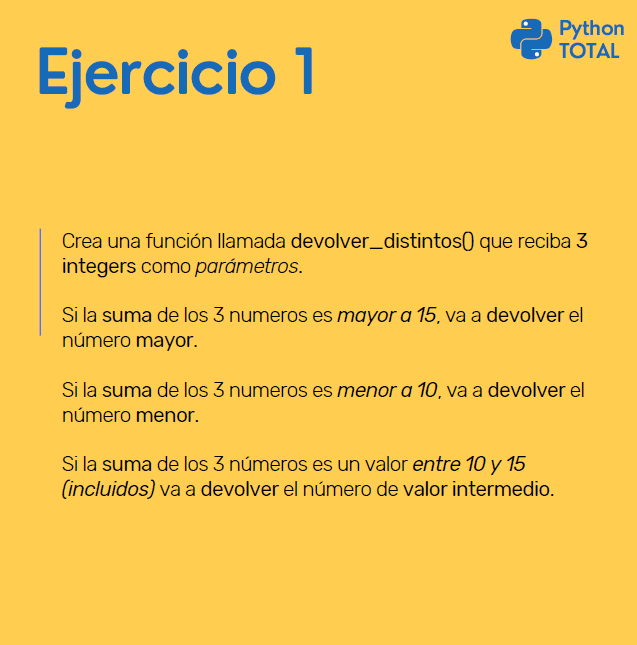 Python
TOTAL
Ejercicio 1
Crea una función llamada devolver_distintos() que reciba 3
integers como parámetros.
Si la suma de los 3 numeros es mayor a 15, va a devolver el
número mayor.
Si la suma de los 3 numeros es menor a 10, va a devolver el
número menor.
Si la suma de los 3 números es un valor entre 10 y 15
(incluidos) va a devolver el número de valor intermedio.